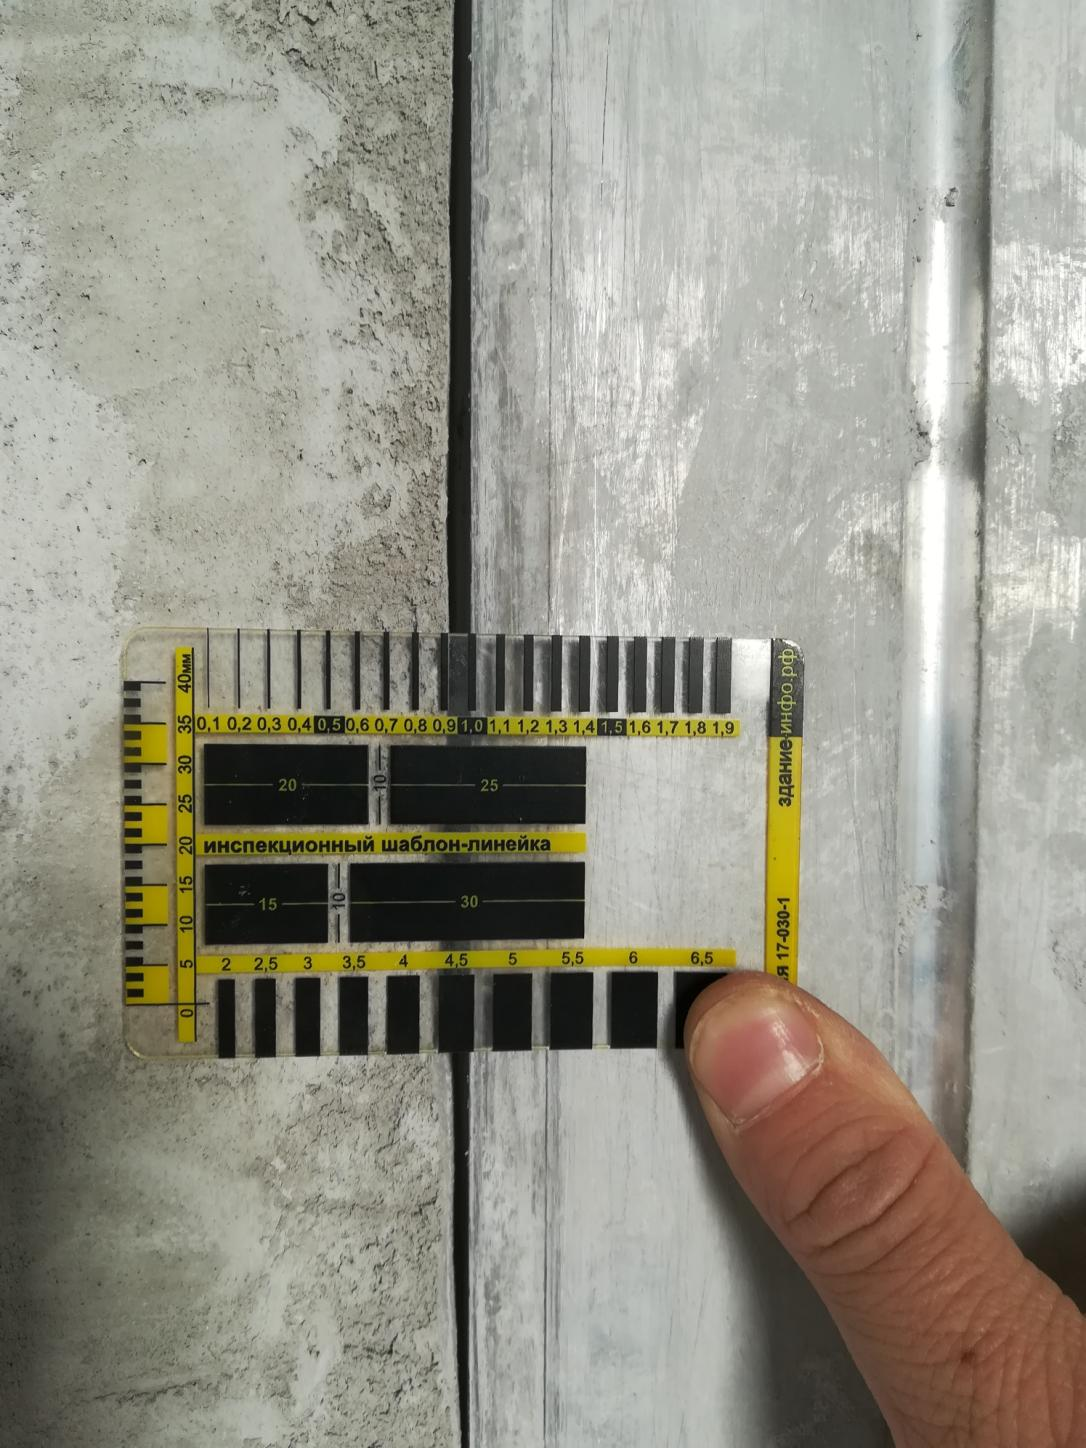 0,1 0,2 0,3 0,4 0,5 0,6 0,7 0,8 0,9 1,0 1,1 1,2 1,3 1,4 1,5 1,6 1,7 1,8 1,9
20 10 25
инспекционный шаблон-линейка
15 10 30
2 2,5 3 3,5 4 4,5 5 5,5 6 6,5
0 5 10 15 20 25 30 35 40мм
17-030-1
здание-инфо.рф